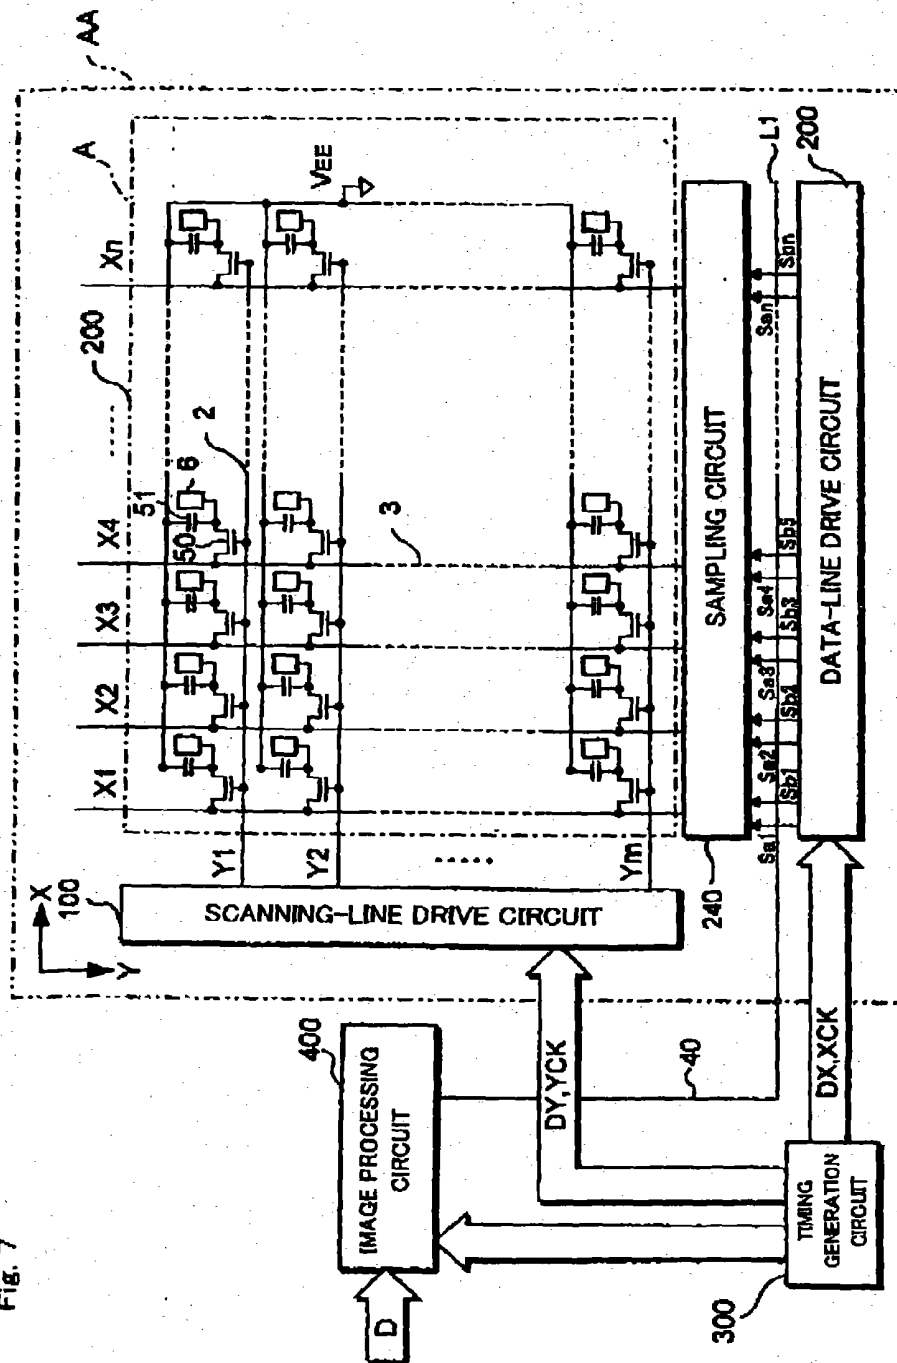 Fig. 7
AA
A
200
X1
X2
X3
X4
.....
Xn
VEE
51
6
50
2
3
X
Y
100
SCANNING-LINE DRIVE CIRCUIT
Y1
Y2
.....
Ym
240
SAMPLING CIRCUIT
L1
Sa1
Sb1
Sa2
Sb2
Sa3
Sb3
Sa4
Sb5
San
Sbn
200
DATA-LINE DRIVE CIRCUIT
400
IMAGE PROCESSING
CIRCUIT
D
DY,YCK
40
DX,XCK
300
TIMING
GENERATION
CIRCUIT